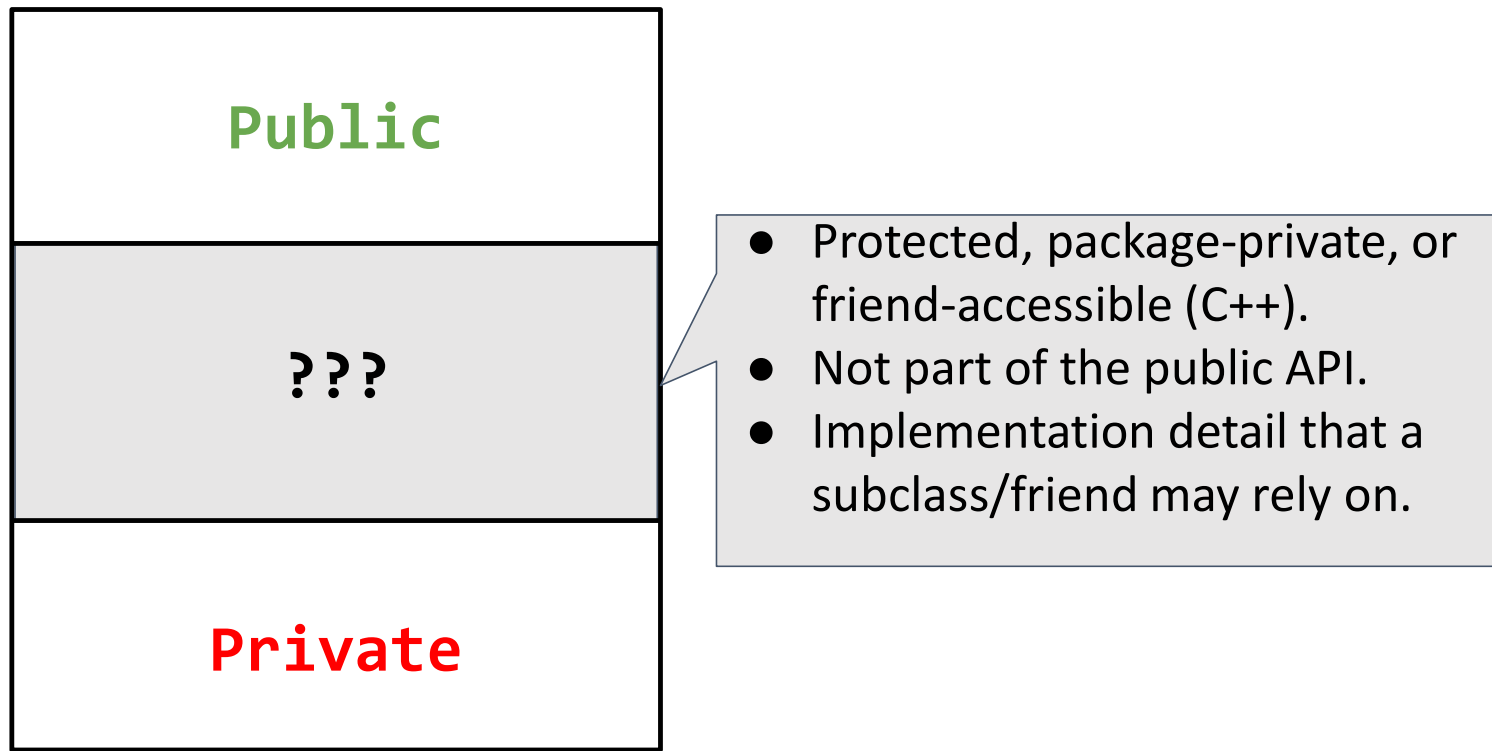 Public
???
Private
● Protected, package-private, or
friend-accessible (C++).
● Not part of the public API.
● Implementation detail that a
subclass/friend may rely on.